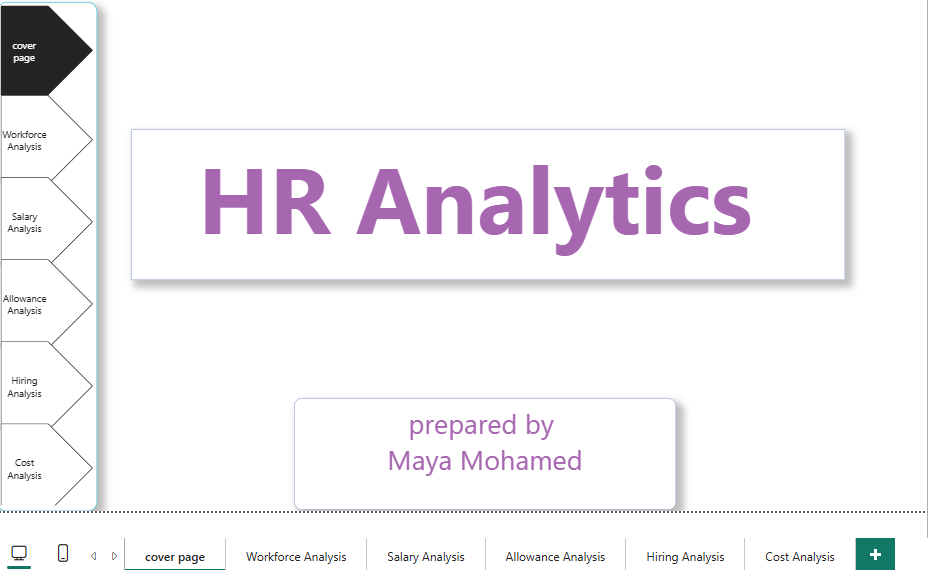 cover
page
Workforce
Analysis
Salary
Analysis
Allowance
Analysis
Hiring
Analysis
Cost
Analysis
HR Analytics
prepared by
Maya Mohamed
cover page
Workforce Analysis
Salary Analysis
Allowance Analysis
Hiring Analysis
Cost Analysis
+